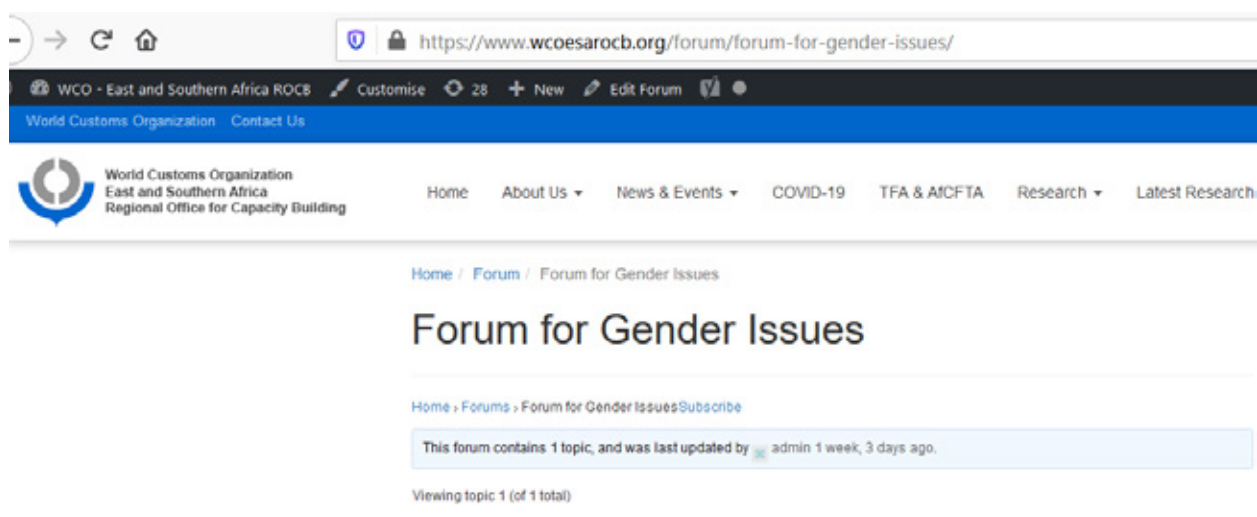 https://www.wcoesarocb.org/forum/forum-for-gender-issues/
WCO - East and Southern Africa ROCB Customise 28 New Edit Forum
World Customs Organization Contact Us
World Customs Organization
East and Southern Africa
Regional Office for Capacity Building
Home About Us News & Events COVID-19 TFA & AfCFTA Research Latest Research
Home / Forum / Forum for Gender Issues
Forum for Gender Issues
Home › Forums › Forum for Gender IssuesSubscribe
This forum contains 1 topic, and was last updated by admin 1 week, 3 days ago.
Viewing topic 1 (of 1 total)